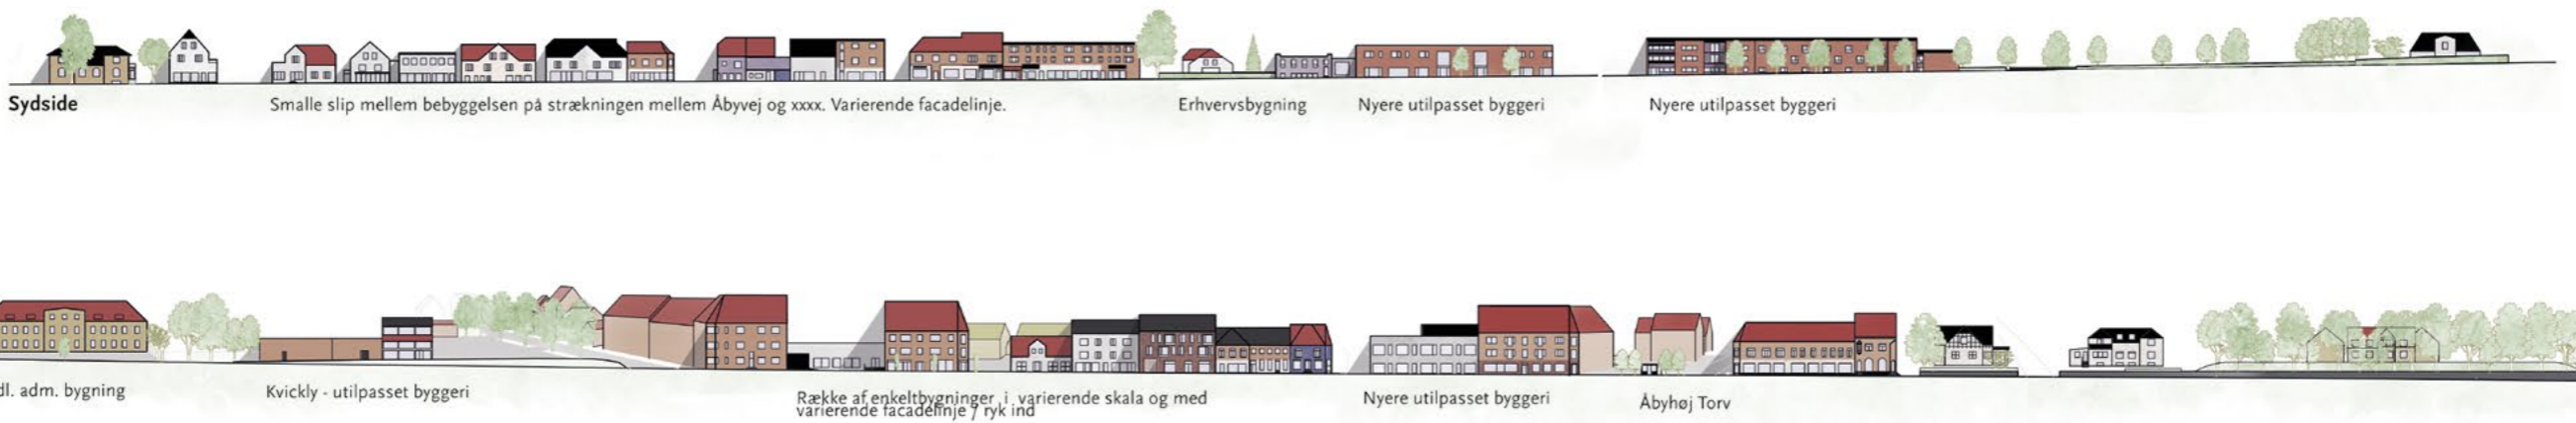 Sydside
Smalle slip mellem bebyggelsen på strækningen mellem Åbyvej og xxxx. Varierende facadelinje.
Erhvervsbygning
Nyere utilpasset byggeri
Nyere utilpasset byggeri
dl. adm. bygning
Kvickly - utilpasset byggeri
Række af enkeltbygninger i varierende skala og med
varierende facadelinje / ryk ind
Nyere utilpasset byggeri
Åbyhøj Torv